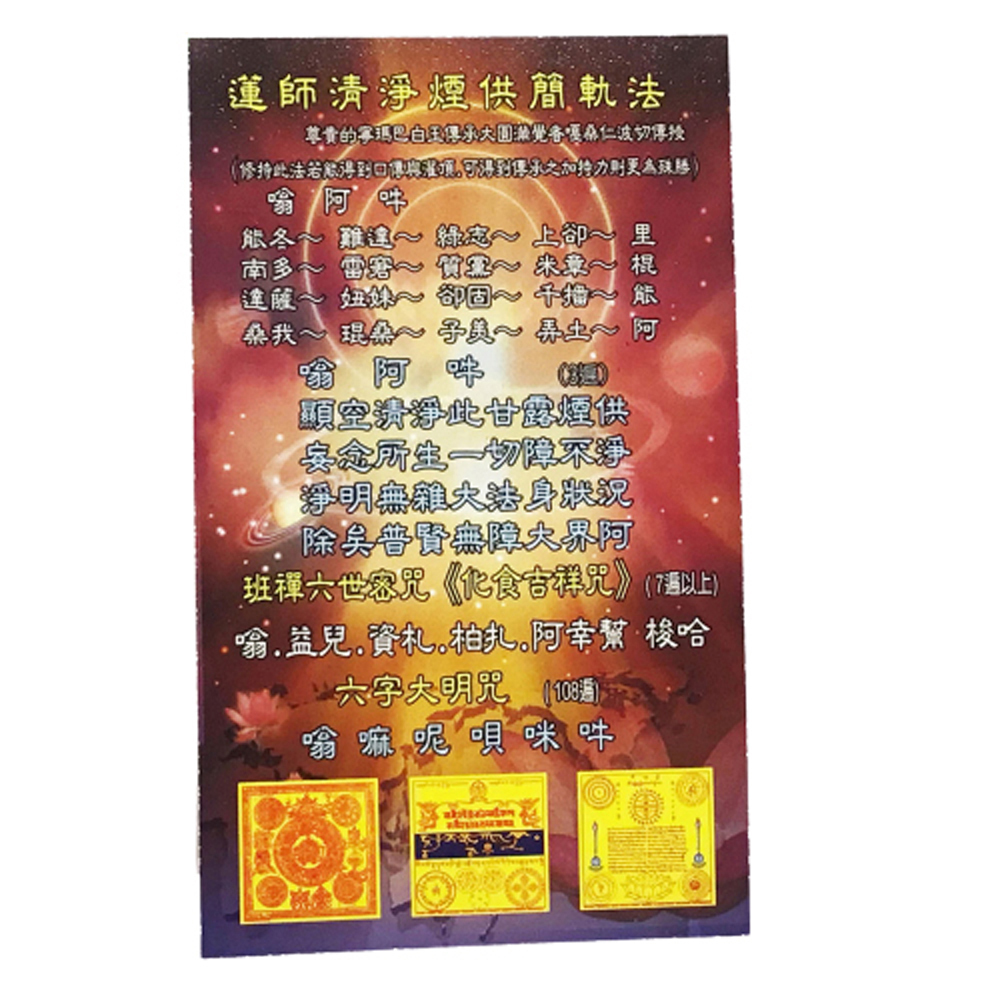 蓮師清淨煙供簡軌法
尊貴的寧瑪巴白玉傳承大圓滿覺香嘎桑仁波切傳授
(修持此法若能得到口傳與灌頂,可得到傳承之加持力則更為殊勝)
嗡 阿 吽
能冬～ 難達～ 綠志～ 上卻～ 里
南多～ 雷窘～ 質黨～ 米章～ 棍
達薩～ 妞妹～ 卻固～ 千擋～ 能
桑我～ 琨桑～ 子美～ 弄土～ 阿
嗡 阿 吽 (3遍)
顯空清淨此甘露煙供
妄念所生一切障不淨
淨明無雜大法身狀況
除矣普賢無障大界阿
班禪六世密咒《化食吉祥咒》(7遍以上)
嗡.益兒.資札.柏扎.阿幸幫 梭哈
六字大明咒 (108遍)
嗡 嘛 呢 唄 咪 吽